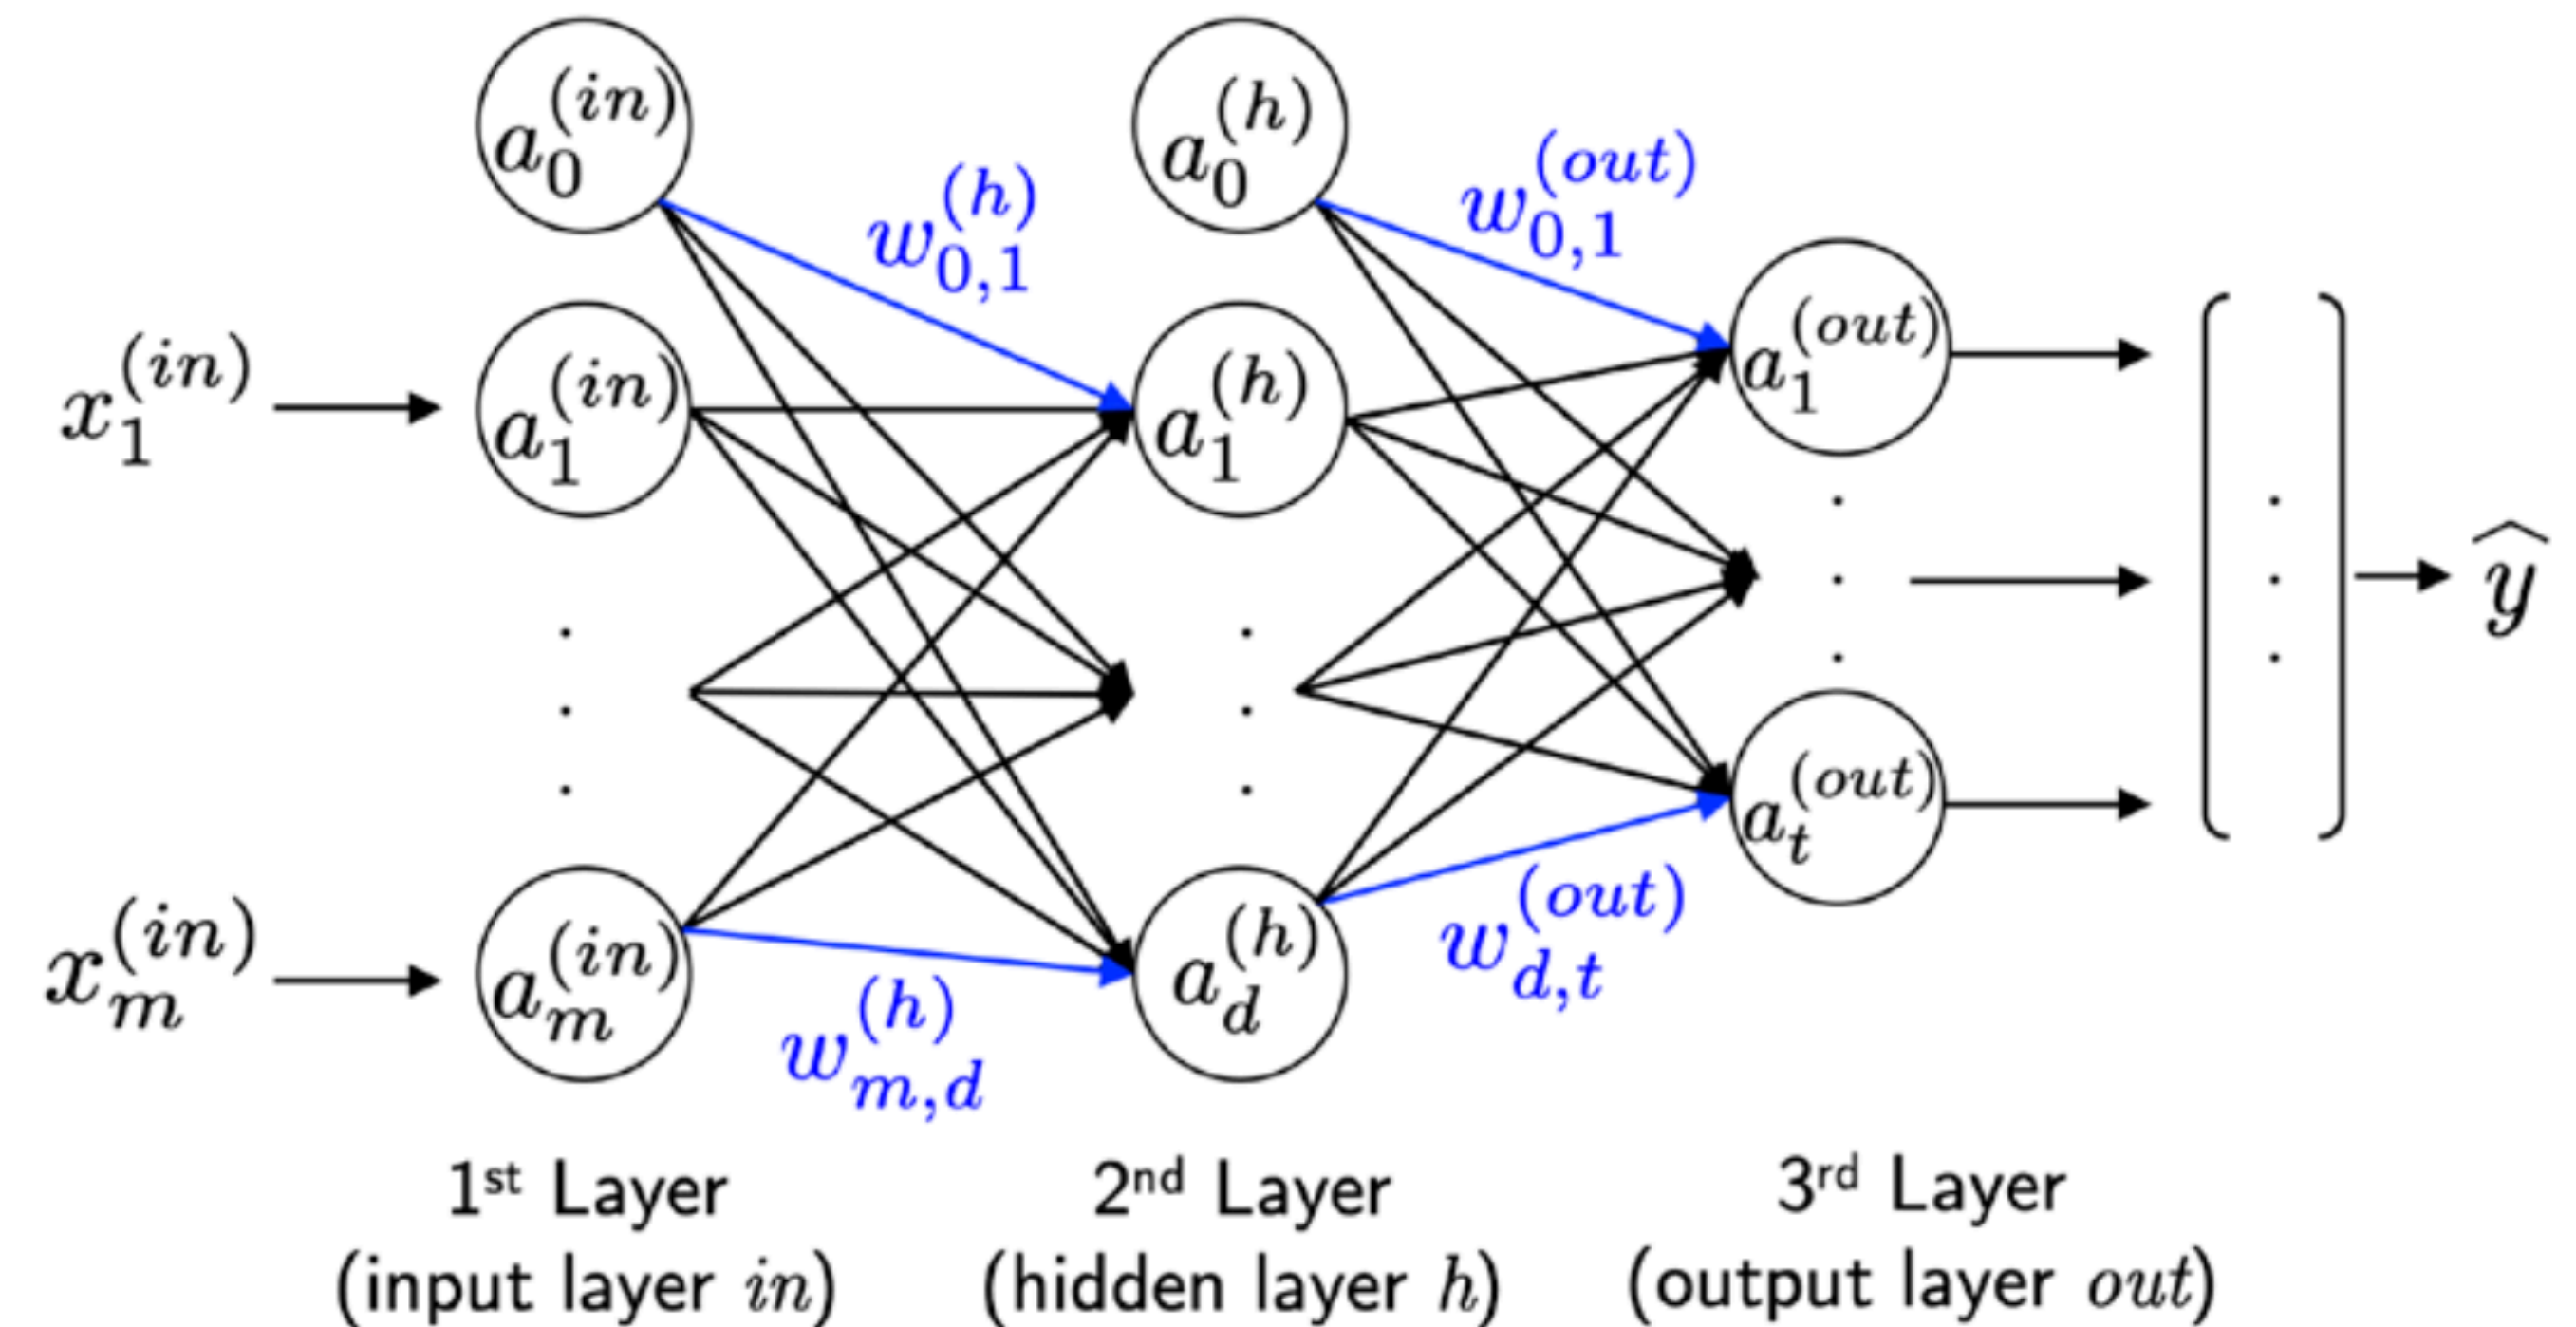 a_0^{(in)}
a_0^{(h)}
w_{0,1}^{(h)}
w_{0,1}^{(out)}
x_1^{(in)}
a_1^{(in)}
a_1^{(h)}
a_1^{(out)}
\widehat{y}
x_m^{(in)}
a_m^{(in)}
a_d^{(h)}
a_t^{(out)}
w_{m,d}^{(h)}
w_{d,t}^{(out)}
1st Layer
(input layer in)
2nd Layer
(hidden layer h)
3rd Layer
(output layer out)